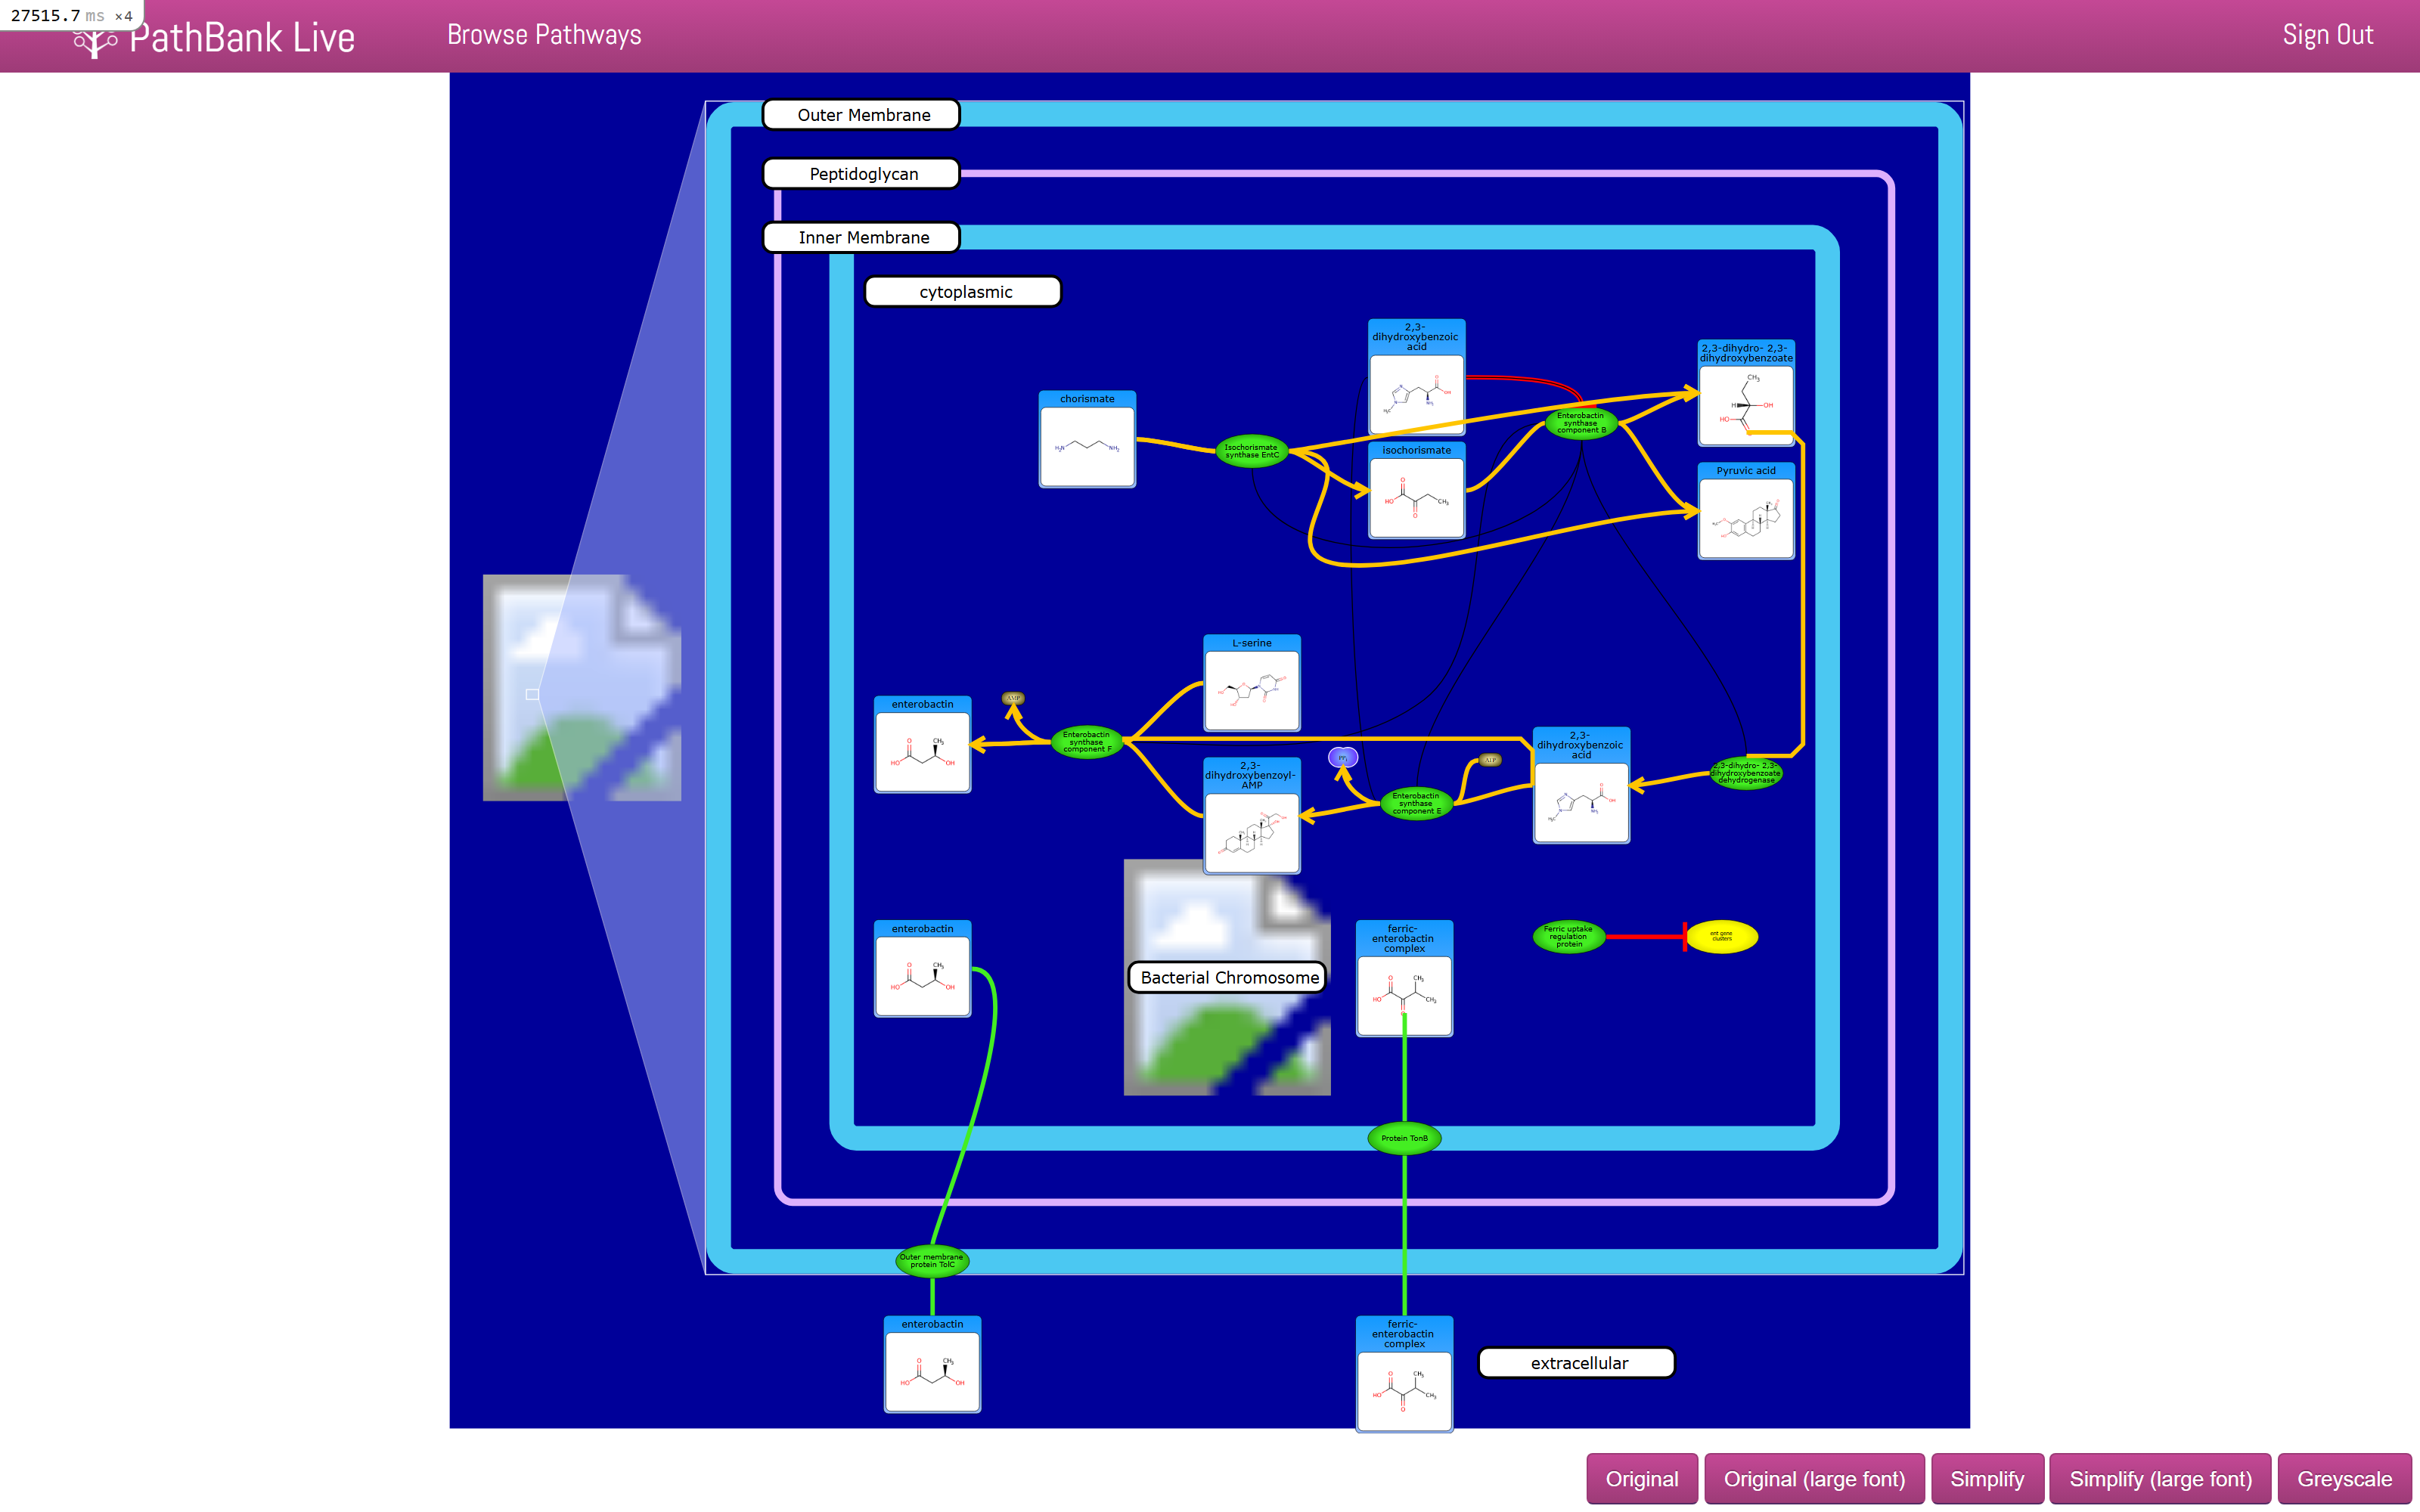 27515.7 ms ×4
PathBank Live
Browse Pathways
Sign Out
Outer Membrane
Peptidoglycan
Inner Membrane
cytoplasmic
2,3-
dihydroxybenzoic
acid
2,3-dihydro- 2,3-
dihydroxybenzoate
chorismate
Isochorismate
synthase EntC
Enterobactin
synthase
component B
isochorismate
Pyruvic acid
L-serine
enterobactin
AMP
Enterobactin
synthase
component F
2,3-
dihydroxybenzoyl-
AMP
Enterobactin
synthase
component E
ATP
2,3-
dihydroxybenzoic
acid
2,3-dihydro- 2,3-
dihydroxybenzoate
dehydrogenase
enterobactin
Bacterial Chromosome
ferric-
enterobactin
complex
Ferric uptake
regulation
protein
ent gene
clusters
Protein TonB
Outer membrane
protein TolC
enterobactin
ferric-
enterobactin
complex
extracellular
Original
Original (large font)
Simplify
Simplify (large font)
Greyscale